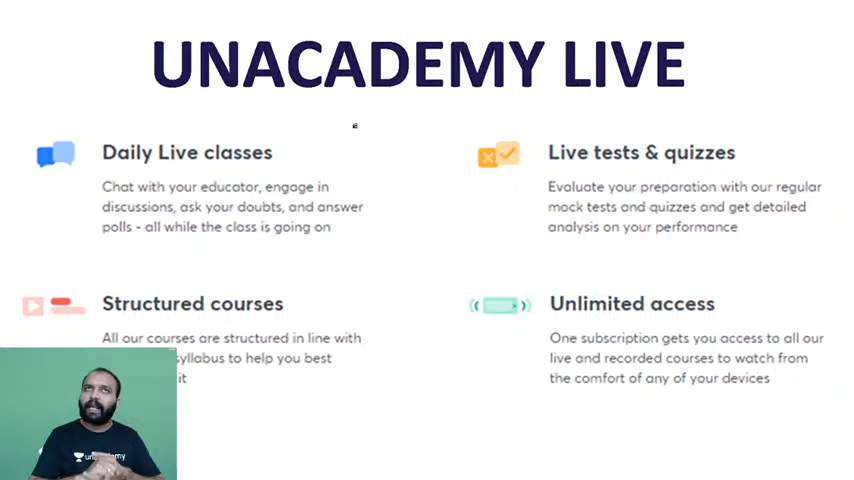 UNACADEMY LIVE
Daily Live classes
Chat with your educator, engage in
discussions, ask your doubts, and answer
polls - all while the class is going on
Live tests & quizzes
Evaluate your preparation with our regular
mock tests and quizzes and get detailed
analysis on your performance
Structured courses
All our courses are structured in line with
syllabus to help you best
it
Unlimited access
One subscription gets you access to all our
live and recorded courses to watch from
the comfort of any of your devices
unacademy